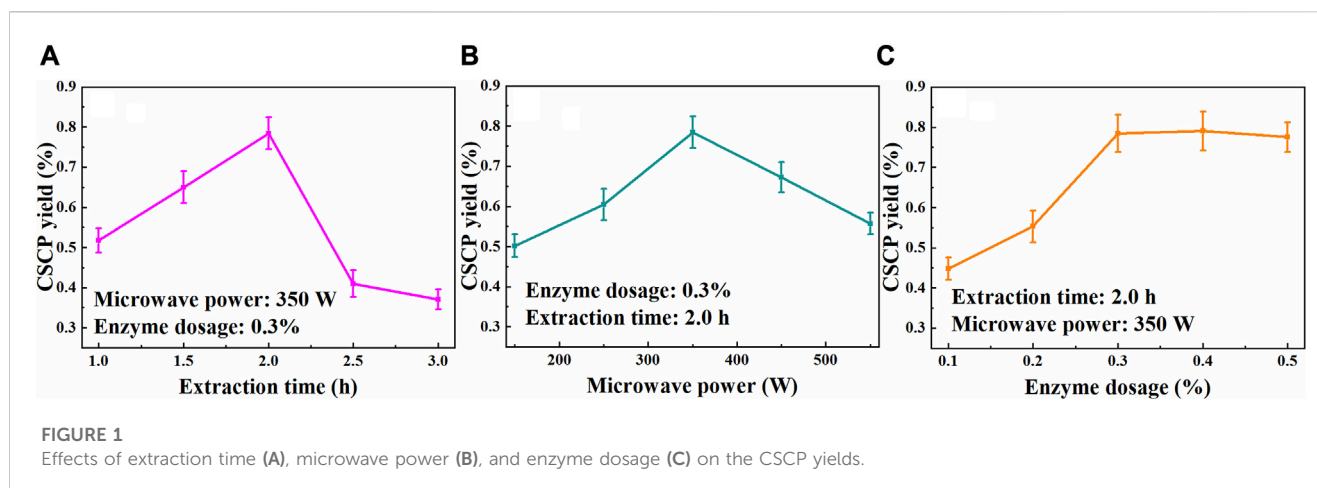 A
B
C
0.9
0.8
0.7
0.6
0.5
0.4
0.3
CSCP yield (%)
Microwave power: 350 W
Enzyme dosage: 0.3%
1.0 1.5 2.0 2.5 3.0
Extraction time (h)
0.9
0.8
0.7
0.6
0.5
0.4
0.3
CSCP yield (%)
Enzyme dosage: 0.3%
Extraction time: 2.0 h
200 300 400 500
Microwave power (W)
0.9
0.8
0.7
0.6
0.5
0.4
0.3
CSCP yield (%)
Extraction time: 2.0 h
Microwave power: 350 W
0.1 0.2 0.3 0.4 0.5
Enzyme dosage (%)
FIGURE 1
Effects of extraction time (A), microwave power (B), and enzyme dosage (C) on the CSCP yields.